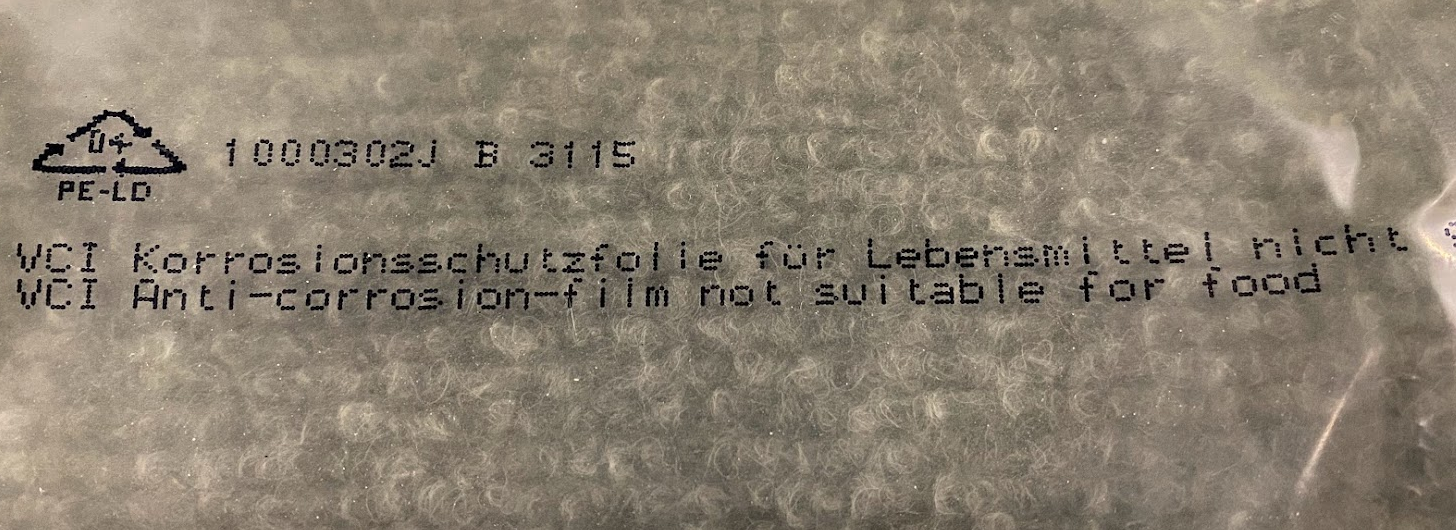 04
1000302J B 3115
PE-LD
VCI Korrosionsschutzfolie für Lebensmittel nicht
VCI Anti-corrosion-film not suitable for food